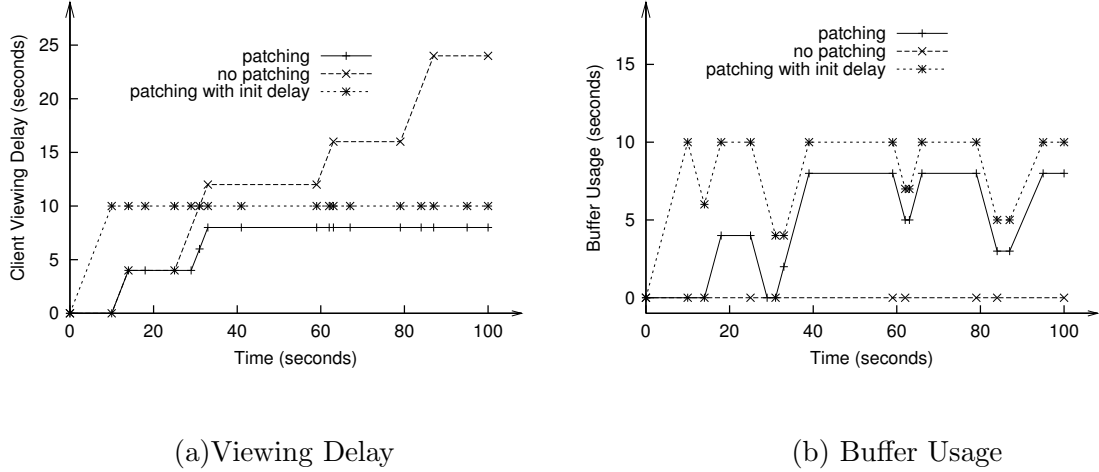 Client Viewing Delay (seconds)
25
20
15
10
5
0
patching
no patching
patching with init delay
0 20 40 60 80 100
Time (seconds)
(a)Viewing Delay
Buffer Usage (seconds)
15
10
5
0
patching
no patching
patching with init delay
0 20 40 60 80 100
Time (seconds)
(b) Buffer Usage